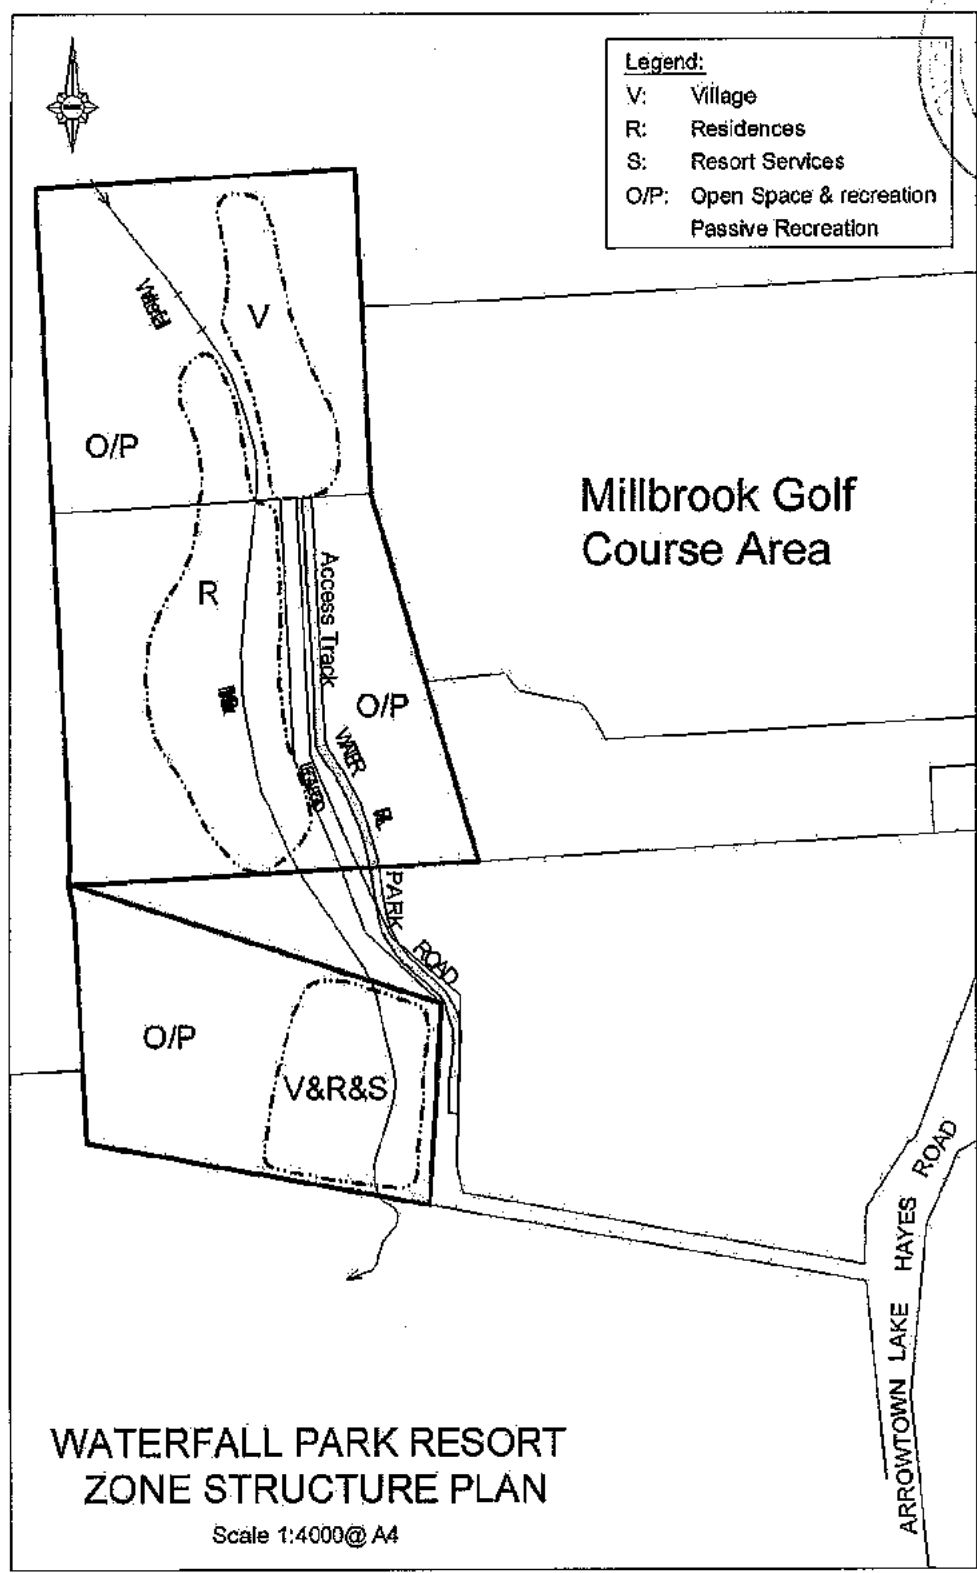 Legend:
V: Village
R: Residences
S: Resort Services
O/P: Open Space & recreation
Passive Recreation
Waterfall
V
O/P
Millbrook Golf
Course Area
R
Access Track
O/P
WATER
PARK
ROAD
O/P
V&R&S
ARROWTOWN LAKE HAYES ROAD
WATERFALL PARK RESORT
ZONE STRUCTURE PLAN
Scale 1:4000@ A4